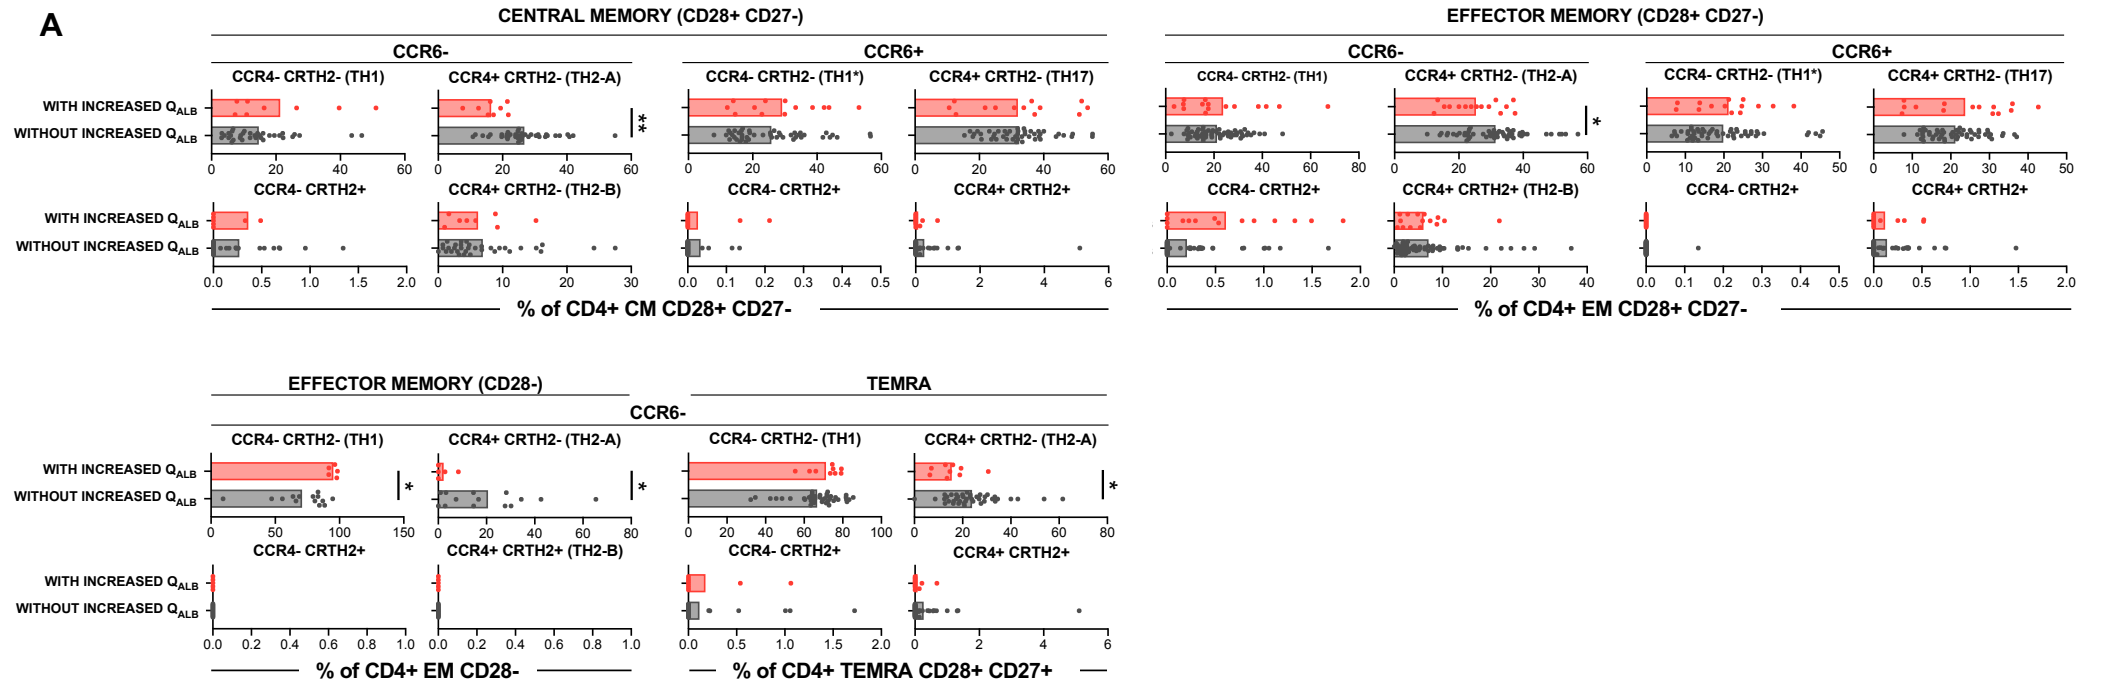 A
CENTRAL MEMORY (CD28+ CD27-)
CCR6-
CCR6+
CCR4- CRTH2- (TH1)
CCR4+ CRTH2- (TH2-A)
CCR4- CRTH2- (TH1*)
CCR4+ CRTH2- (TH17)
WITH INCREASED QALB
WITHOUT INCREASED QALB
**
0 20 40 60
0 20 40 60
0 20 40 60
0 20 40 60
CCR4- CRTH2+
CCR4+ CRTH2- (TH2-B)
CCR4- CRTH2+
CCR4+ CRTH2+
WITH INCREASED QALB
WITHOUT INCREASED QALB
0.0 0.5 1.0 1.5 2.0
0 10 20 30
0.0 0.1 0.2 0.3 0.4 0.5
0 2 4 6
% of CD4+ CM CD28+ CD27-
EFFECTOR MEMORY (CD28+ CD27-)
CCR6-
CCR6+
CCR4- CRTH2- (TH1)
CCR4+ CRTH2- (TH2-A)
CCR4- CRTH2- (TH1*)
CCR4+ CRTH2- (TH17)
*
0 20 40 60 80
0 20 40 60
0 10 20 30 40 50
0 10 20 30 40 50
CCR4- CRTH2+
CCR4+ CRTH2+ (TH2-B)
CCR4- CRTH2+
CCR4+ CRTH2+
0.0 0.5 1.0 1.5 2.0
0 10 20 30 40
0.0 0.1 0.2 0.3 0.4 0.5
0.0 0.5 1.0 1.5 2.0
% of CD4+ EM CD28+ CD27-
EFFECTOR MEMORY (CD28-)
TEMRA
CCR6-
CCR4- CRTH2- (TH1)
CCR4+ CRTH2- (TH2-A)
CCR4- CRTH2- (TH1)
CCR4+ CRTH2- (TH2-A)
WITH INCREASED QALB
WITHOUT INCREASED QALB
*
*
*
0 50 100 150
0 20 40 60 80
0 20 40 60 80 100
0 20 40 60 80
CCR4- CRTH2+
CCR4+ CRTH2+ (TH2-B)
CCR4- CRTH2+
CCR4+ CRTH2+
WITH INCREASED QALB
WITHOUT INCREASED QALB
0.0 0.2 0.4 0.6 0.8 1.0
0.0 0.2 0.4 0.6 0.8 1.0
0.0 0.5 1.0 1.5 2.0
0 2 4 6
% of CD4+ EM CD28-
% of CD4+ TEMRA CD28+ CD27+